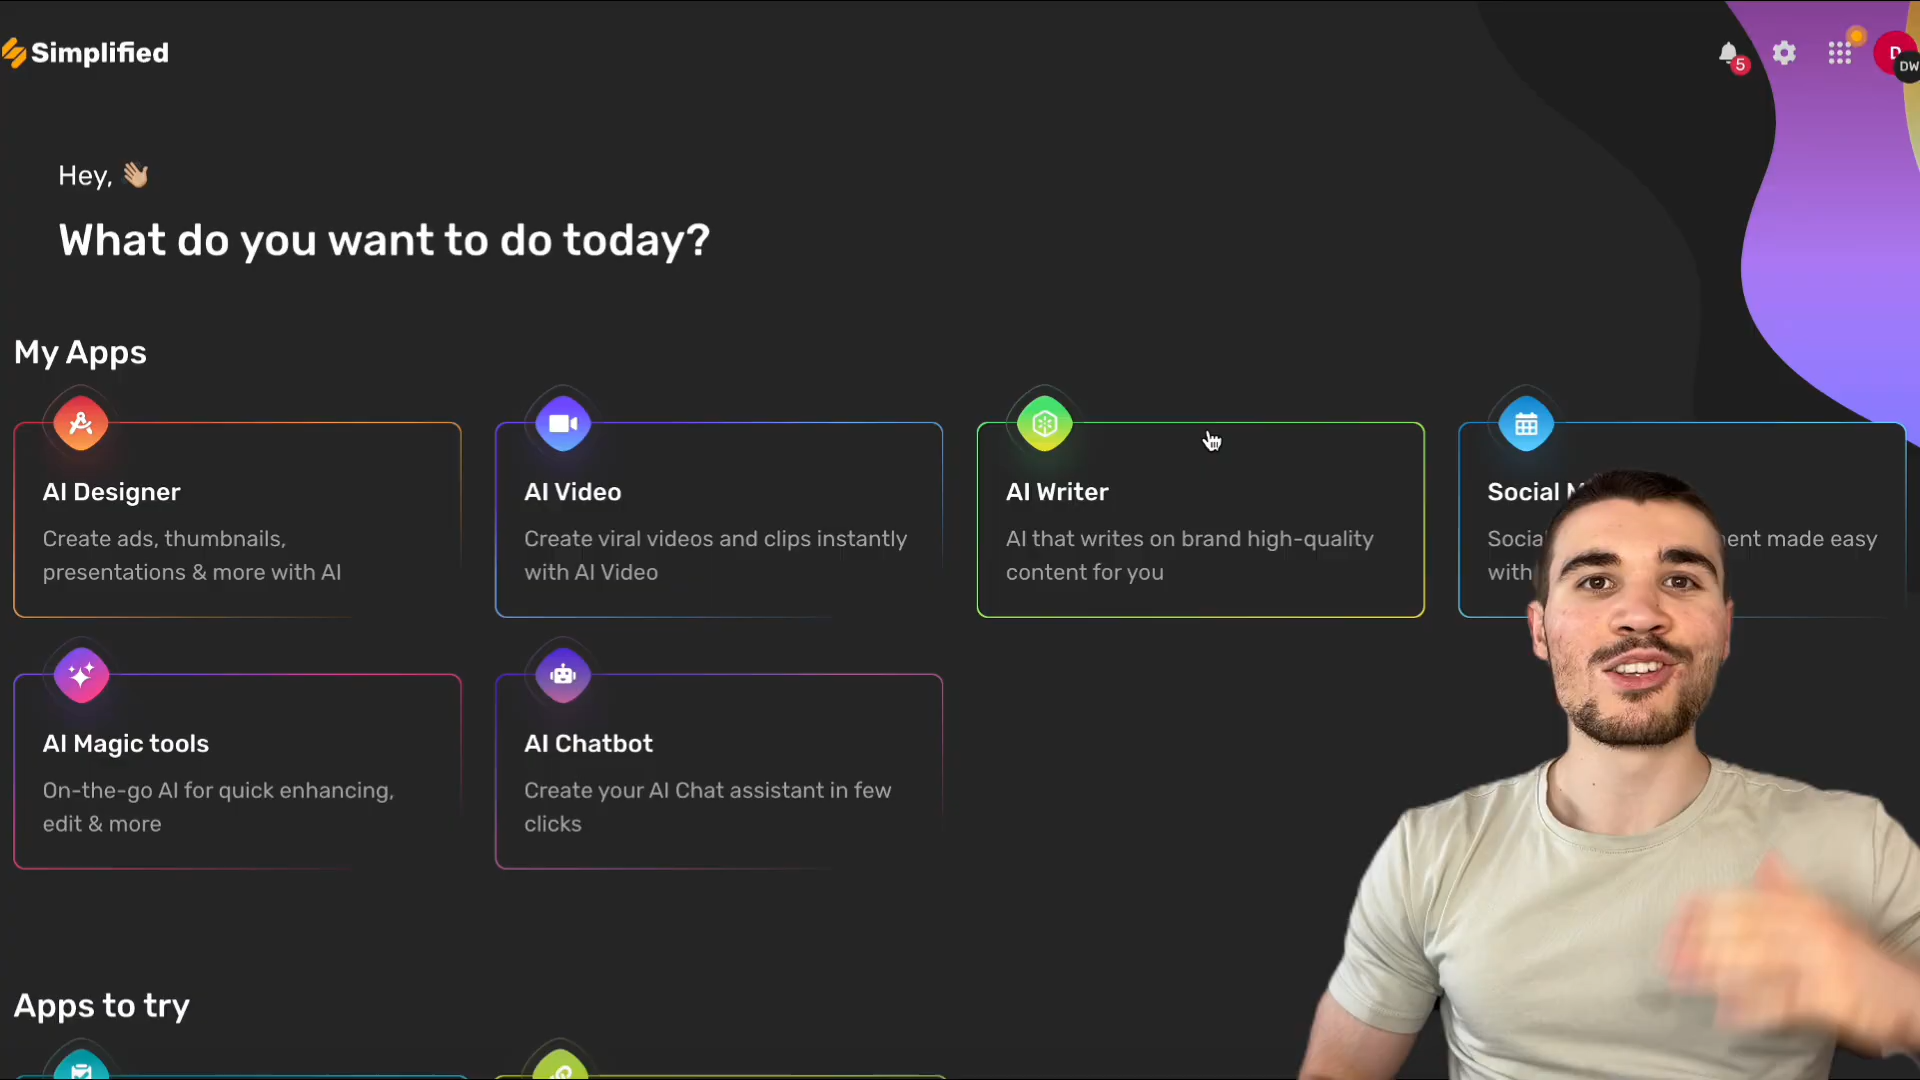 Simplified
5
D
DW
Hey, 👋🏼
What do you want to do today?
My Apps
AI Designer
Create ads, thumbnails,
presentations & more with AI
AI Video
Create viral videos and clips instantly
with AI Video
AI Writer
AI that writes on brand high-quality
content for you
Social
made easy
with
AI Magic tools
On-the-go AI for quick enhancing,
edit & more
AI Chatbot
Create your AI Chat assistant in few
clicks
Apps to try